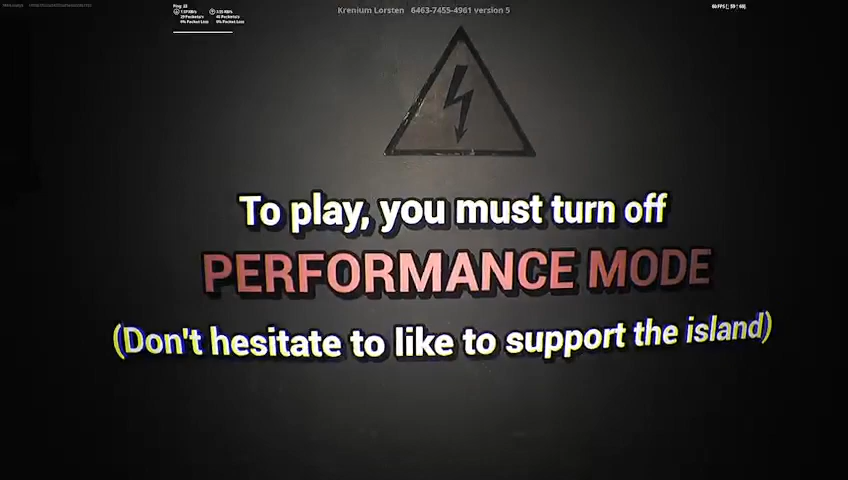 Krenium Lorsten 6463-7455-4961 version 5
To play, you must turn off
PERFORMANCE MODE
(Don't hesitate to like to support the island)